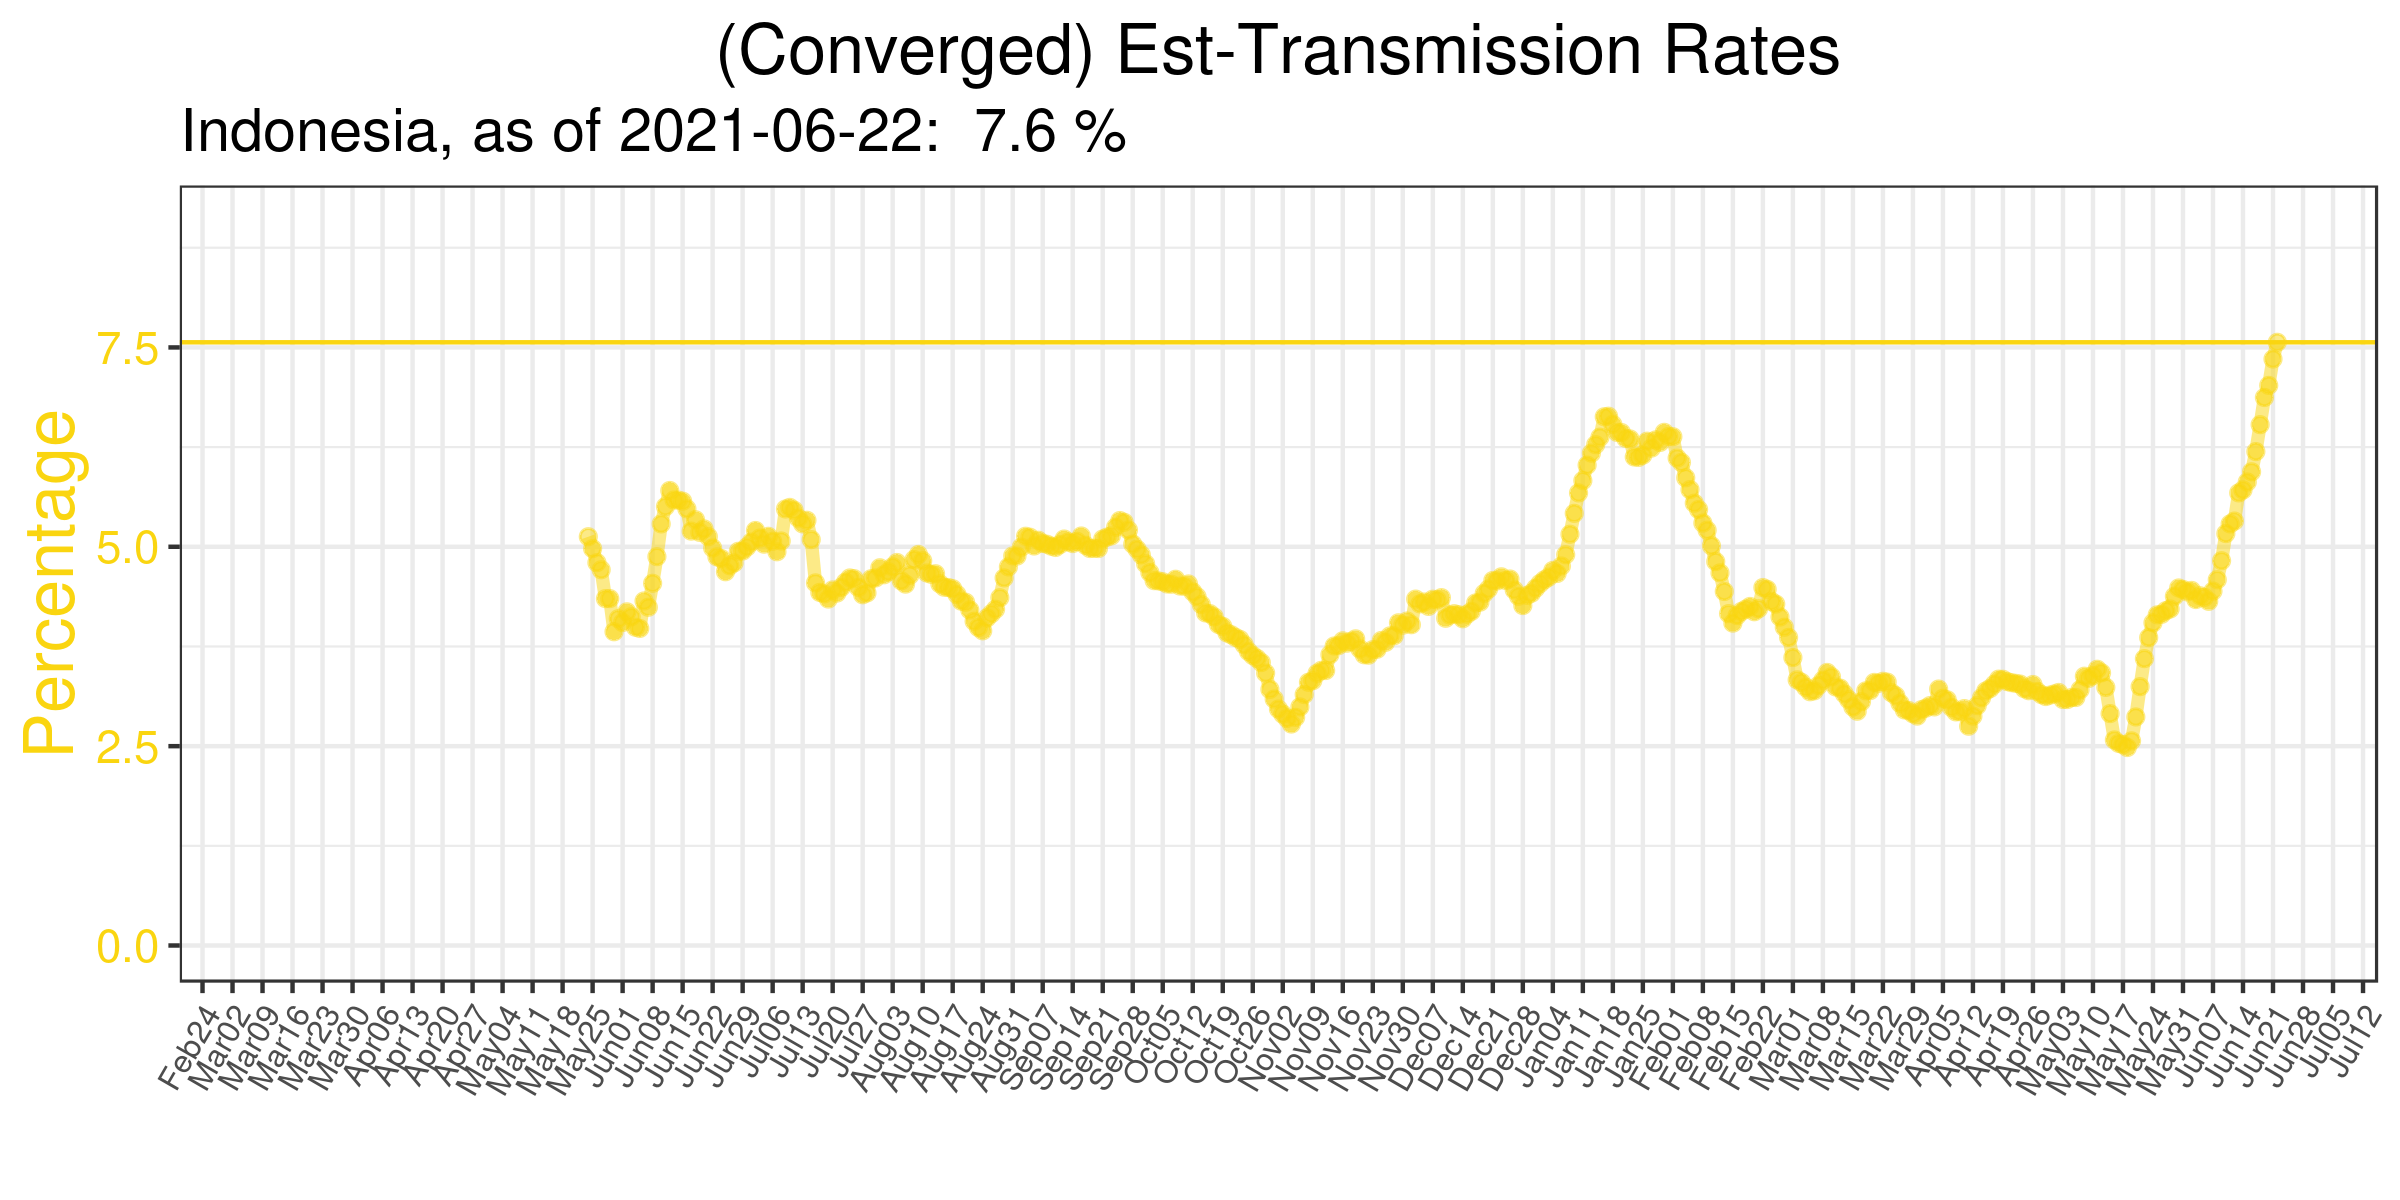 (Converged) Est-Transmission Rates
Indonesia, as of 2021-06-22: 7.6 %
Percentage
7.5
5.0
2.5
0.0
Feb24
Mar02
Mar09
Mar16
Mar23
Mar30
Apr06
Apr13
Apr20
Apr27
May04
May11
May18
May25
Jun01
Jun08
Jun15
Jun22
Jun29
Jul06
Jul13
Jul20
Jul27
Aug03
Aug10
Aug17
Aug24
Aug31
Sep07
Sep14
Sep21
Sep28
Oct05
Oct12
Oct19
Oct26
Nov02
Nov09
Nov16
Nov23
Nov30
Dec07
Dec14
Dec21
Dec28
Jan04
Jan11
Jan18
Jan25
Feb01
Feb08
Feb15
Feb22
Mar01
Mar08
Mar15
Mar22
Mar29
Apr05
Apr12
Apr19
Apr26
May03
May10
May17
May24
May31
Jun07
Jun14
Jun21
Jun28
Jul05
Jul12